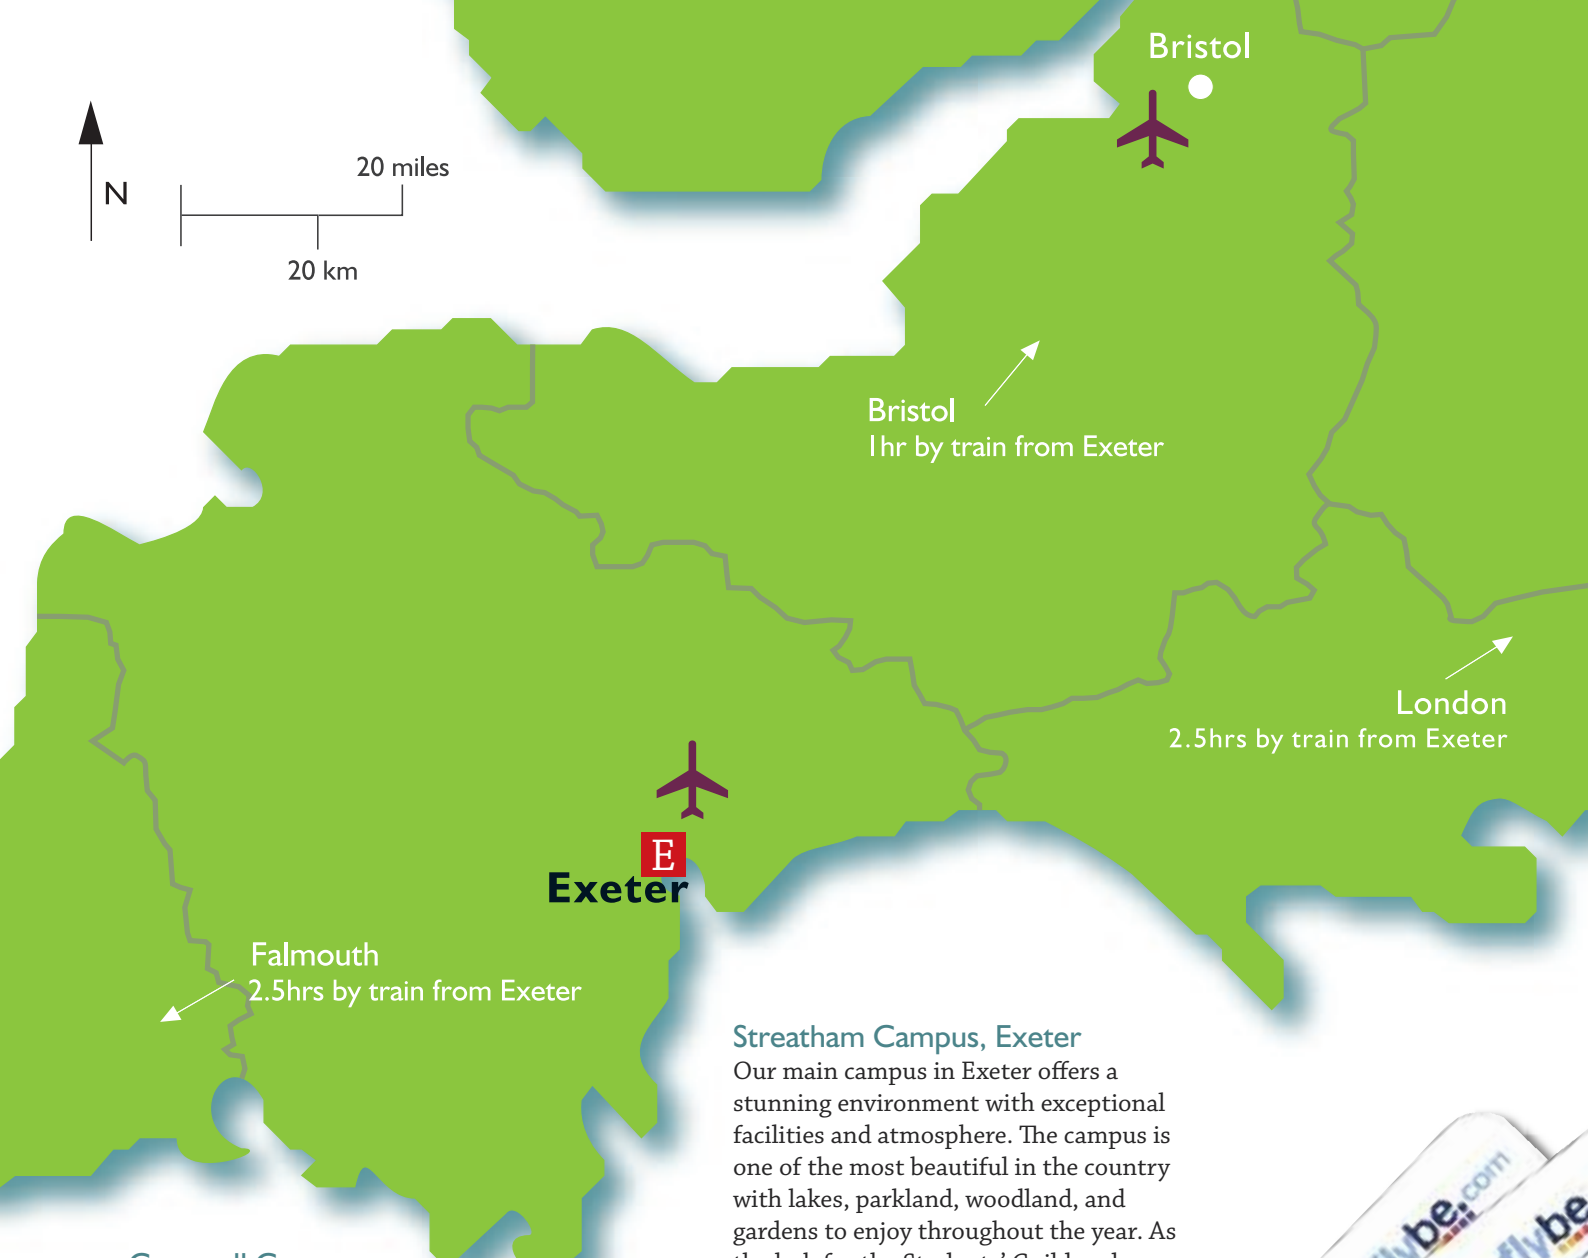 Bristol
20 miles
N
20 km
Bristol
1hr by train from Exeter
London
2.5hrs by train from Exeter
E
Exeter
Falmouth
2.5hrs by train from Exeter
Streatham Campus, Exeter
Our main campus in Exeter offers a
stunning environment with exceptional
facilities and atmosphere. The campus is
one of the most beautiful in the country
with lakes, parkland, woodland, and
gardens to enjoy throughout the year. As
flybe.com
flybe.